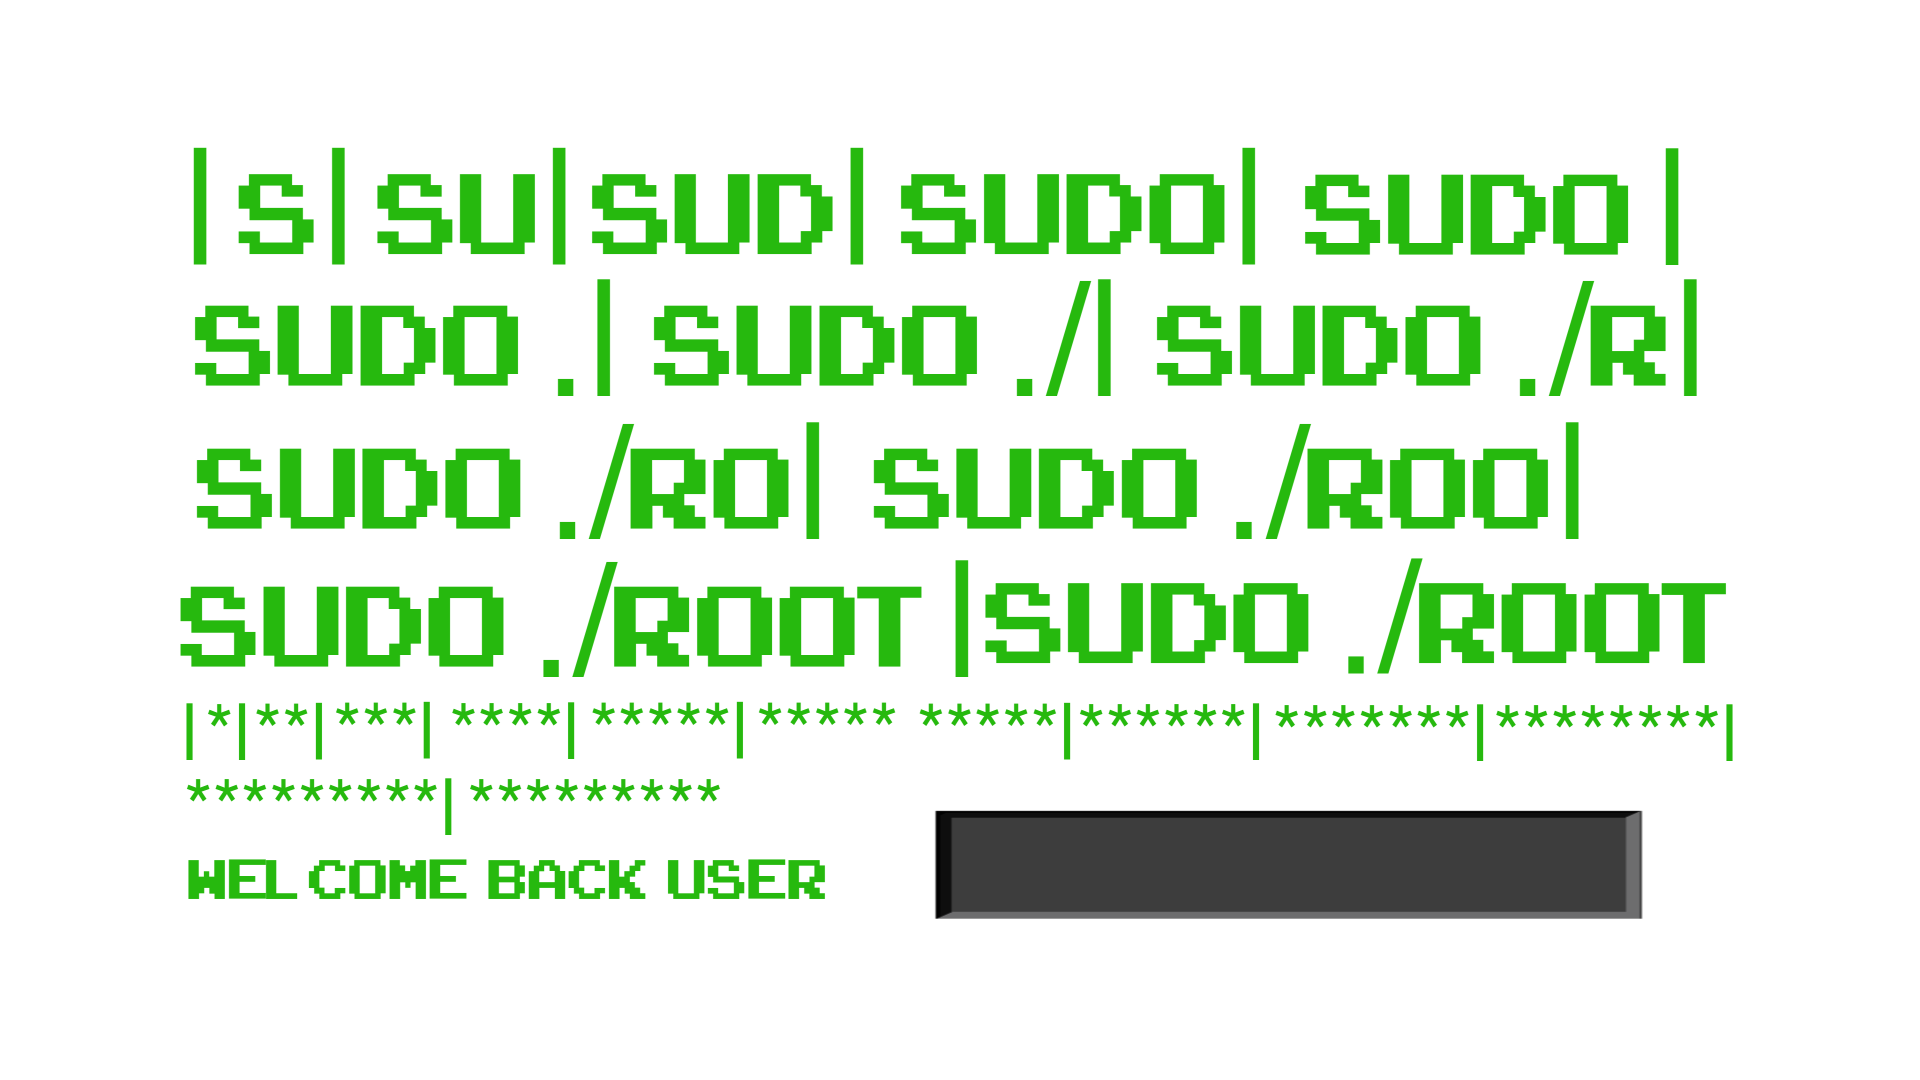 | S| SU| SUD| SUDO| SUDO |
SUDO .| SUDO ./| SUDO ./R|
SUDO ./RO| SUDO ./ROO|
SUDO ./ROOT |SUDO ./ROOT
|*|**|***| ****| *****| ***** *****|******| *******| ********|
*********| *********
WELCOME BACK USER